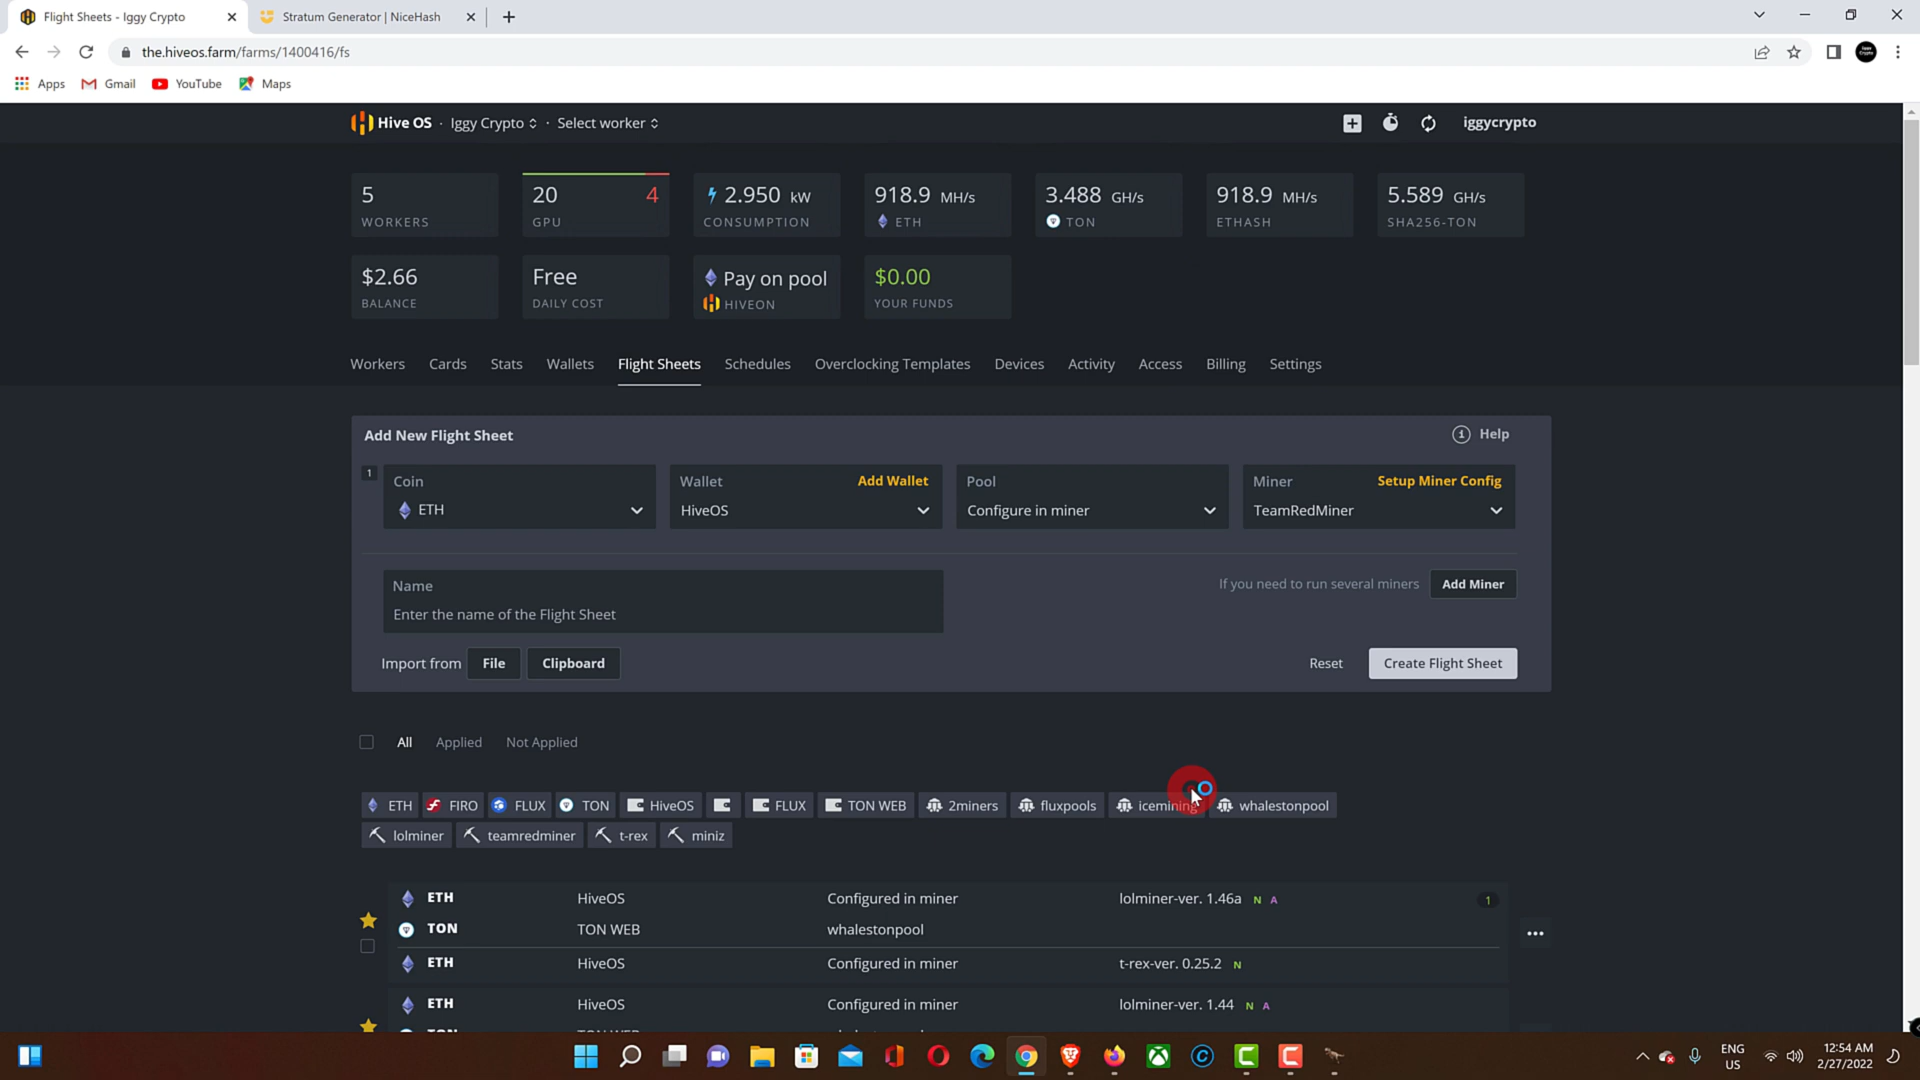 Flight Sheets - Iggy Crypto
Stratum Generator | NiceHash
the.hiveos.farm/farms/1400416/fs
Apps Gmail YouTube Maps
Hive OS · Iggy Crypto · Select worker
iggycrypto
5 20 4 2.950 kW 918.9 MH/s 3.488 GH/s 918.9 MH/s 5.589 GH/s
WORKERS GPU CONSUMPTION ETH TON ETHASH SHA256-TON
$2.66 Free Pay on pool $0.00
BALANCE DAILY COST HIVEON YOUR FUNDS
Workers Cards Stats Wallets Flight Sheets Schedules Overclocking Templates Devices Activity Access Billing Settings
Add New Flight Sheet Help
1 Coin Wallet Add Wallet Pool Miner Setup Miner Config
ETH HiveOS Configure in miner TeamRedMiner
Name
Enter the name of the Flight Sheet
If you need to run several miners Add Miner
Import from File Clipboard Reset Create Flight Sheet
All Applied Not Applied
ETH FIRO FLUX TON HiveOS FLUX TON WEB 2miners fluxpools icemining whalestonpool
lolminer teamredminer t-rex miniz
ETH HiveOS Configured in miner lolminer-ver. 1.46a N A 1
TON TON WEB whalestonpool
ETH HiveOS Configured in miner t-rex-ver. 0.25.2 N
ETH HiveOS Configured in miner lolminer-ver. 1.44 N A
ENG
US
12:54 AM
2/27/2022